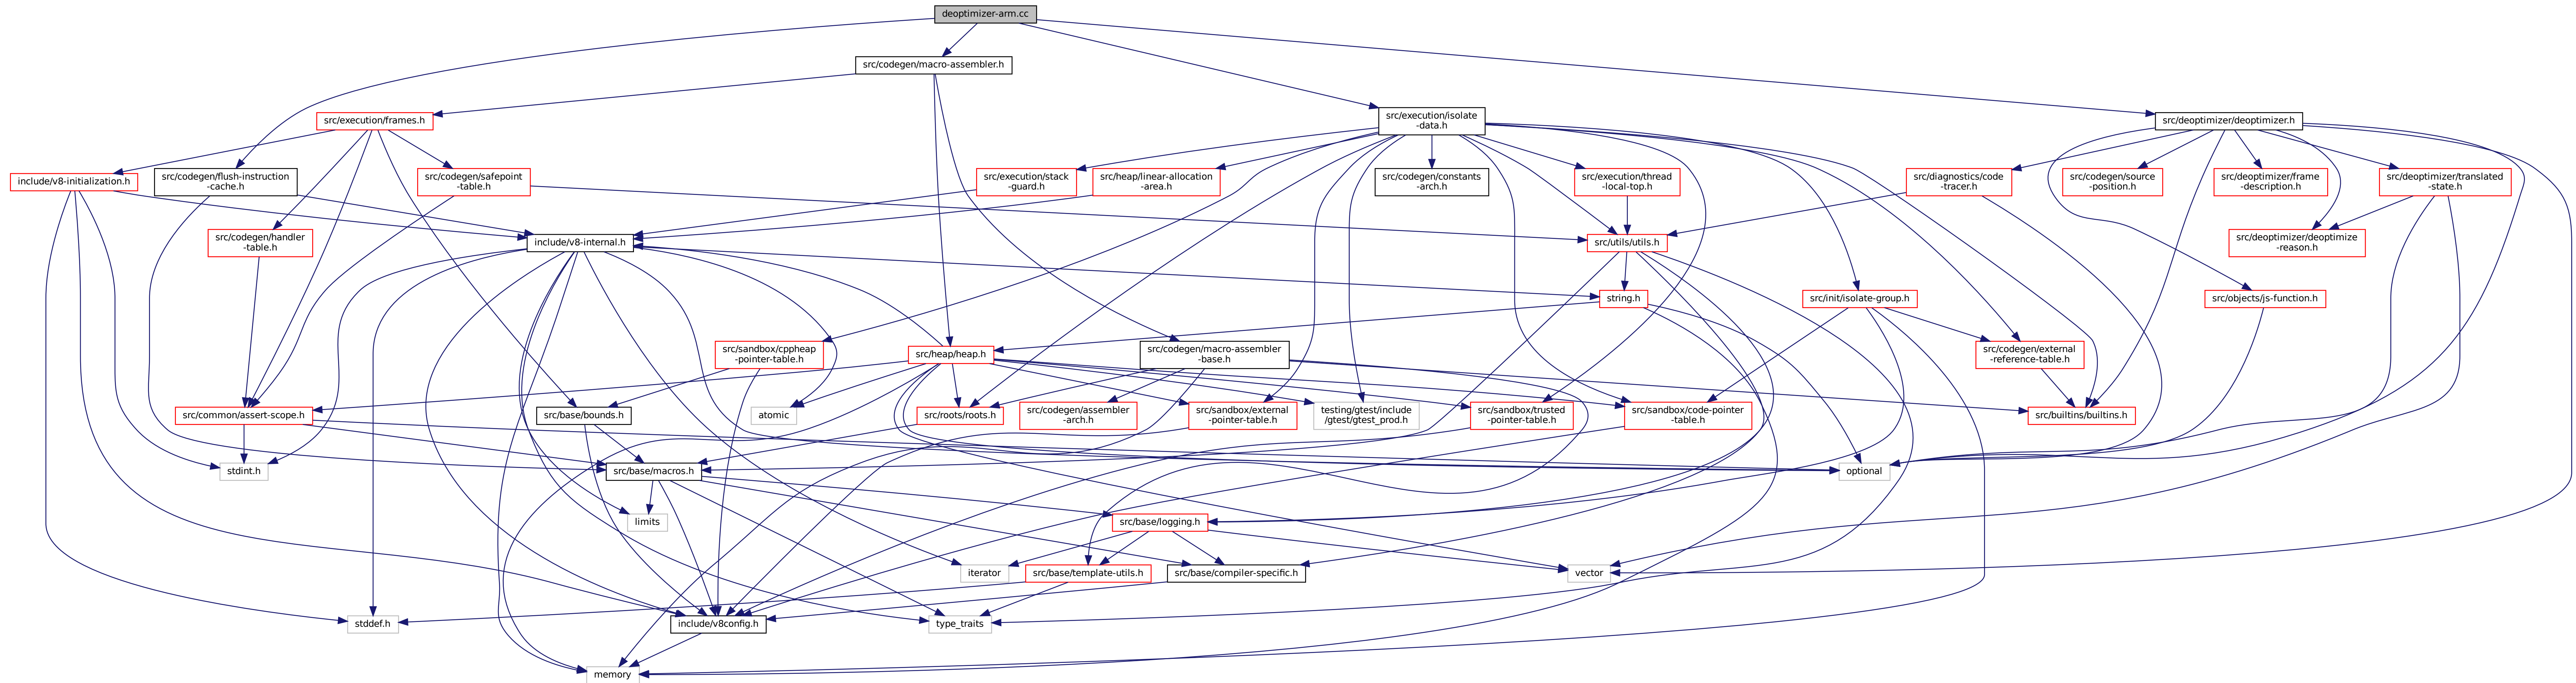 deoptimizer-arm.cc
src/codegen/macro-assembler.h
src/execution/frames.h
src/execution/isolate
-data.h
src/deoptimizer/deoptimizer.h
include/v8-initialization.h
src/codegen/flush-instruction
-cache.h
src/codegen/safepoint
-table.h
src/execution/stack
-guard.h
src/heap/linear-allocation
-area.h
src/codegen/constants
-arch.h
src/execution/thread
-local-top.h
src/diagnostics/code
-tracer.h
src/codegen/source
-position.h
src/deoptimizer/frame
-description.h
src/deoptimizer/translated
-state.h
src/codegen/handler
-table.h
include/v8-internal.h
src/utils/utils.h
src/deoptimizer/deoptimize
-reason.h
string.h
src/init/isolate-group.h
src/objects/js-function.h
src/sandbox/cppheap
-pointer-table.h
src/heap/heap.h
src/codegen/macro-assembler
-base.h
src/codegen/external
-reference-table.h
src/common/assert-scope.h
src/base/bounds.h
atomic
src/roots/roots.h
src/codegen/assembler
-arch.h
src/sandbox/external
-pointer-table.h
testing/gtest/include
/gtest/gtest_prod.h
src/sandbox/trusted
-pointer-table.h
src/sandbox/code-pointer
-table.h
src/builtins/builtins.h
stdint.h
src/base/macros.h
optional
limits
src/base/logging.h
iterator
src/base/template-utils.h
src/base/compiler-specific.h
vector
stddef.h
include/v8config.h
type_traits
memory